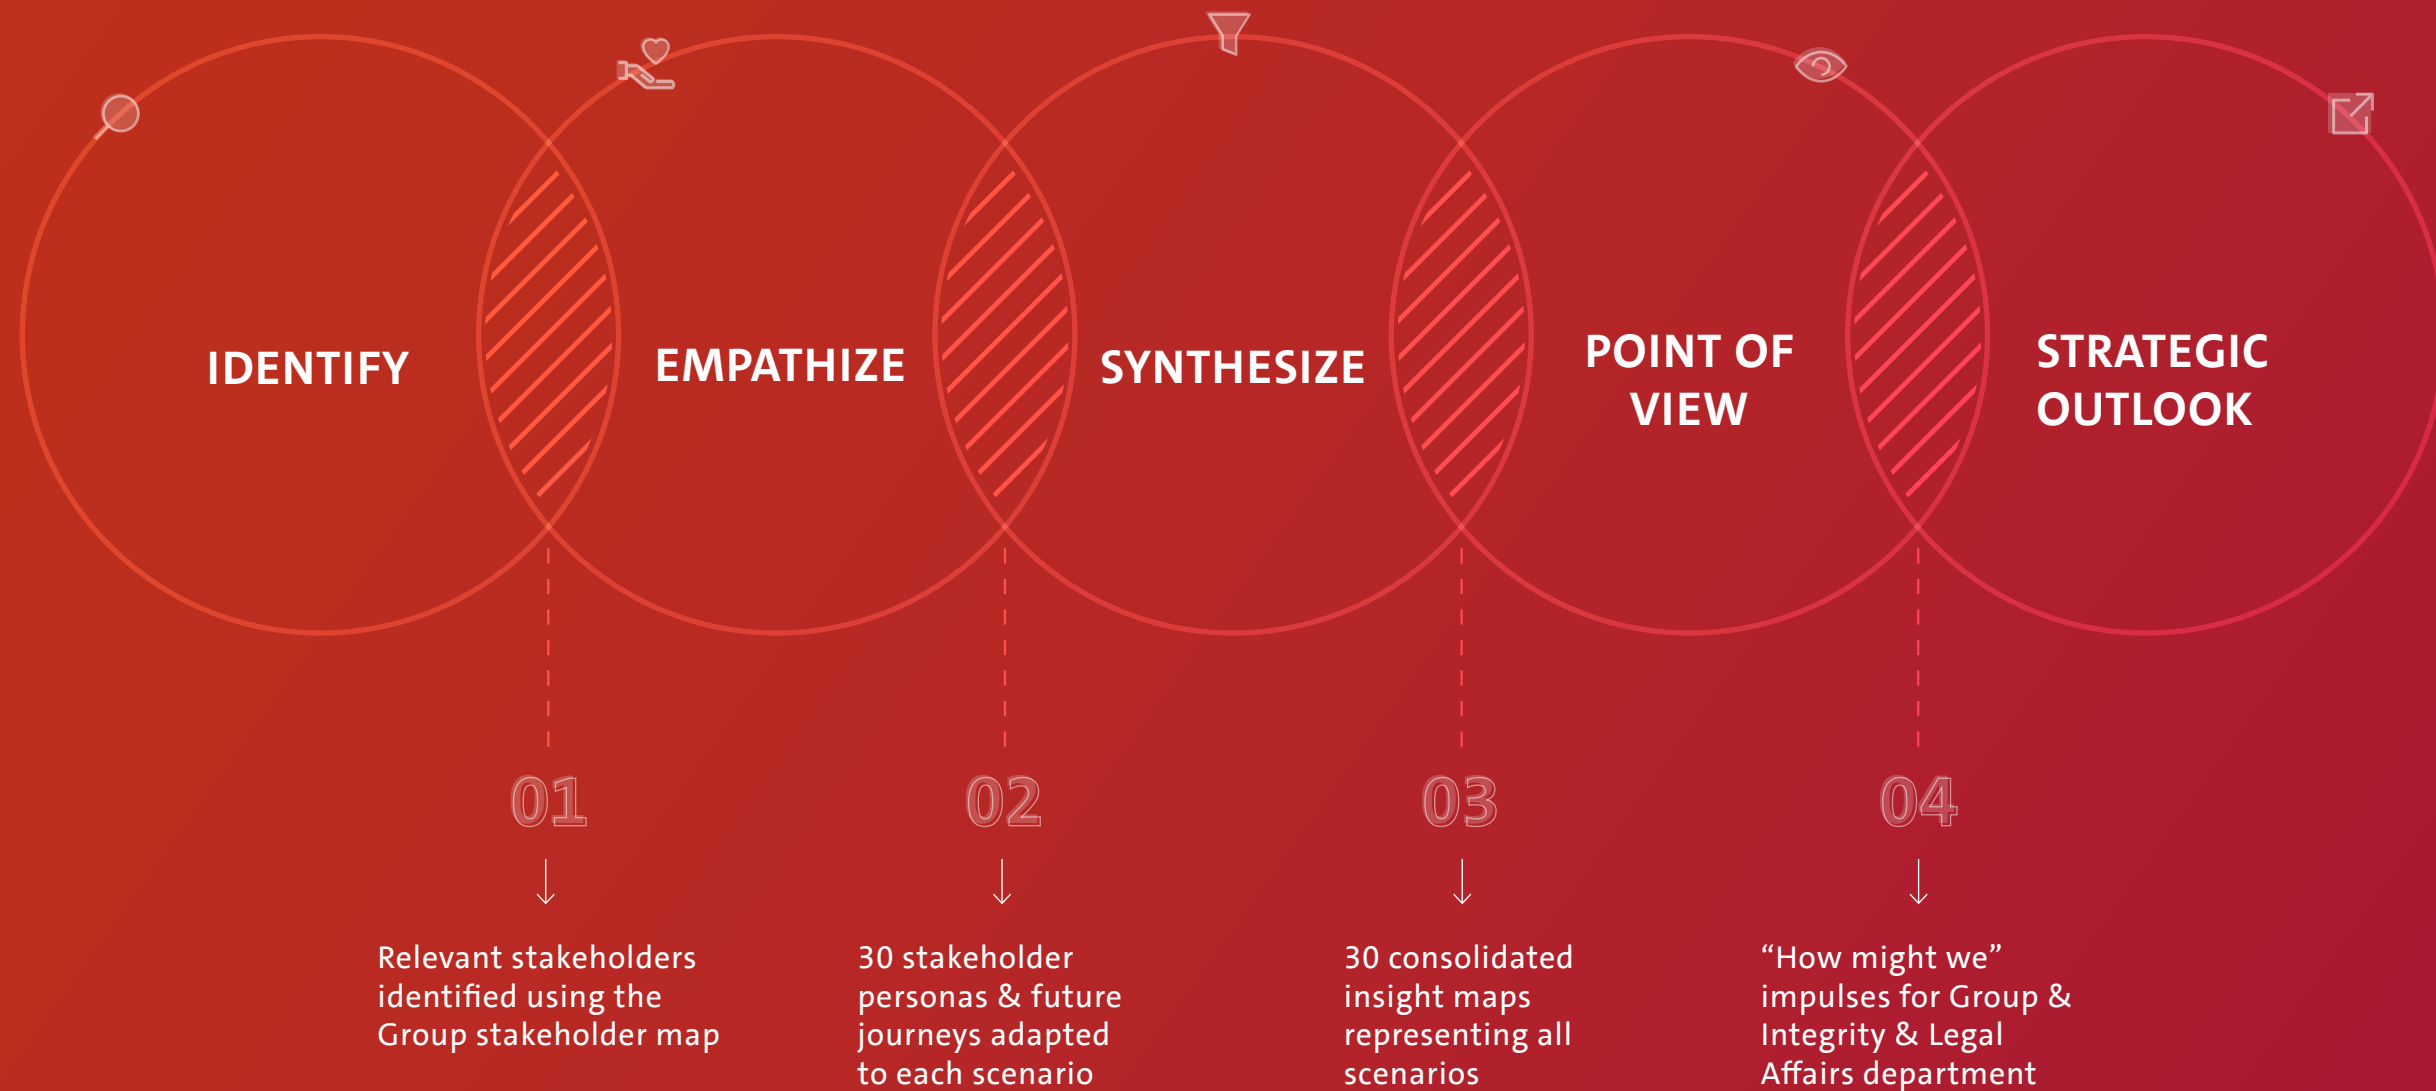 IDENTIFY
EMPATHIZE
SYNTHESIZE
POINT OF
VIEW
STRATEGIC
OUTLOOK
01
Relevant stakeholders
identified using the
Group stakeholder map
02
30 stakeholder
personas & future
journeys adapted
to each scenario
03
30 consolidated
insight maps
representing all
scenarios
04
“How might we”
impulses for Group &
Integrity & Legal
Affairs department